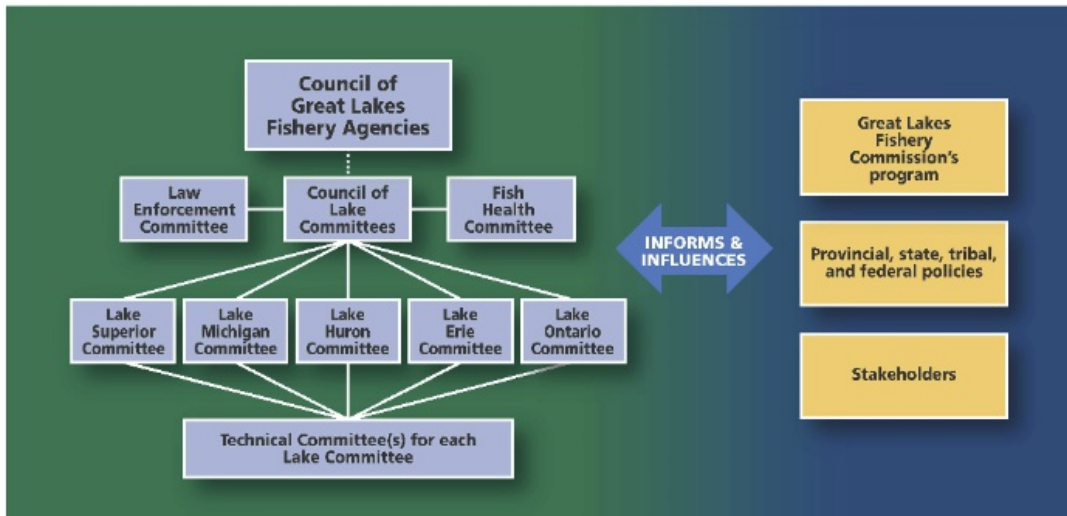 Council of
Great Lakes
Fishery Agencies
Law
Enforcement
Committee
Council of
Lake
Committees
Fish
Health
Committee
Lake
Superior
Committee
Lake
Michigan
Committee
Lake
Huron
Committee
Lake
Erie
Committee
Lake
Ontario
Committee
Technical Committee(s) for each
Lake Committee
INFORMS &
INFLUENCES
Great Lakes
Fishery
Commission's
program
Provincial, state, tribal,
and federal policies
Stakeholders